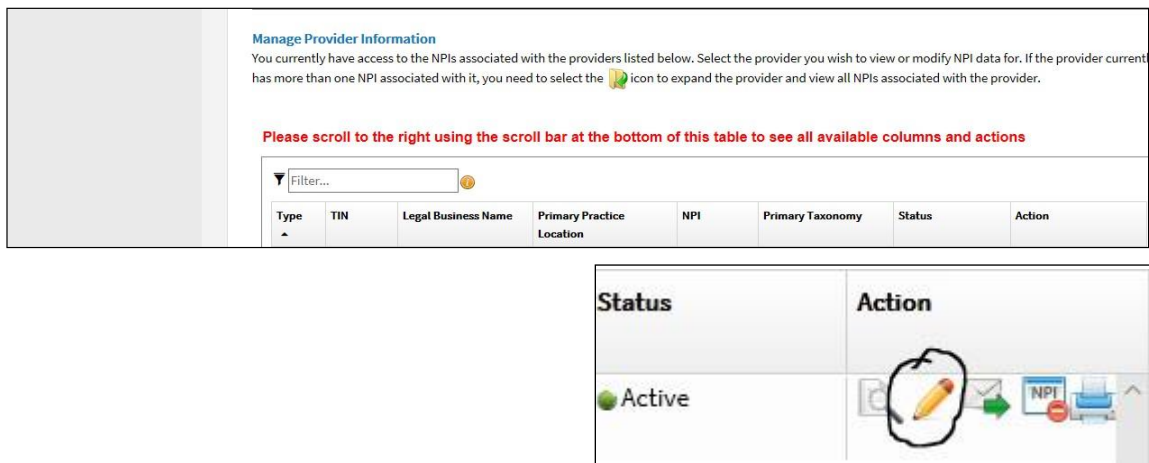 Manage Provider Information
You currently have access to the NPIs associated with the providers listed below. Select the provider you wish to view or modify NPI data for. If the provider currentl
has more than one NPI associated with it, you need to select the icon to expand the provider and view all NPIs associated with the provider.
Please scroll to the right using the scroll bar at the bottom of this table to see all available columns and actions
Filter...
Type TIN Legal Business Name Primary Practice Location NPI Primary Taxonomy Status Action
Status Action
Active NPI